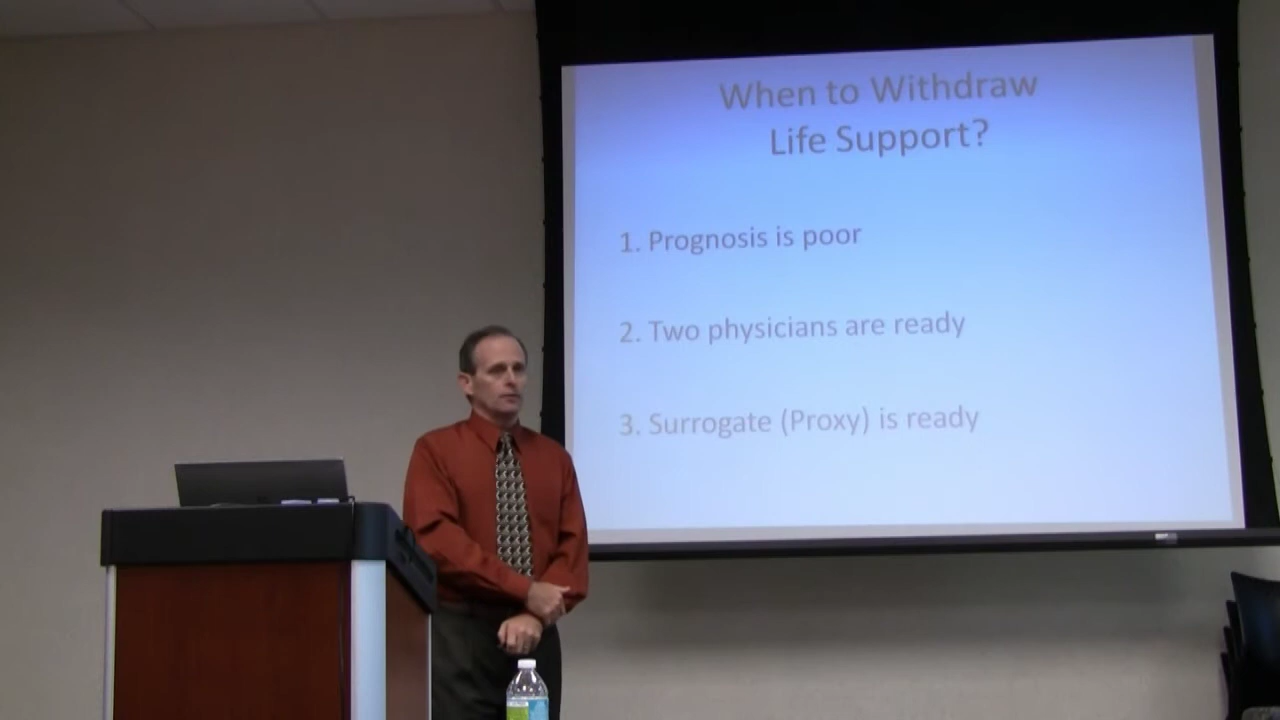 When to Withdraw
Life Support?
1. Prognosis is poor
2. Two physicians are ready
3. Surrogate (Proxy) is ready